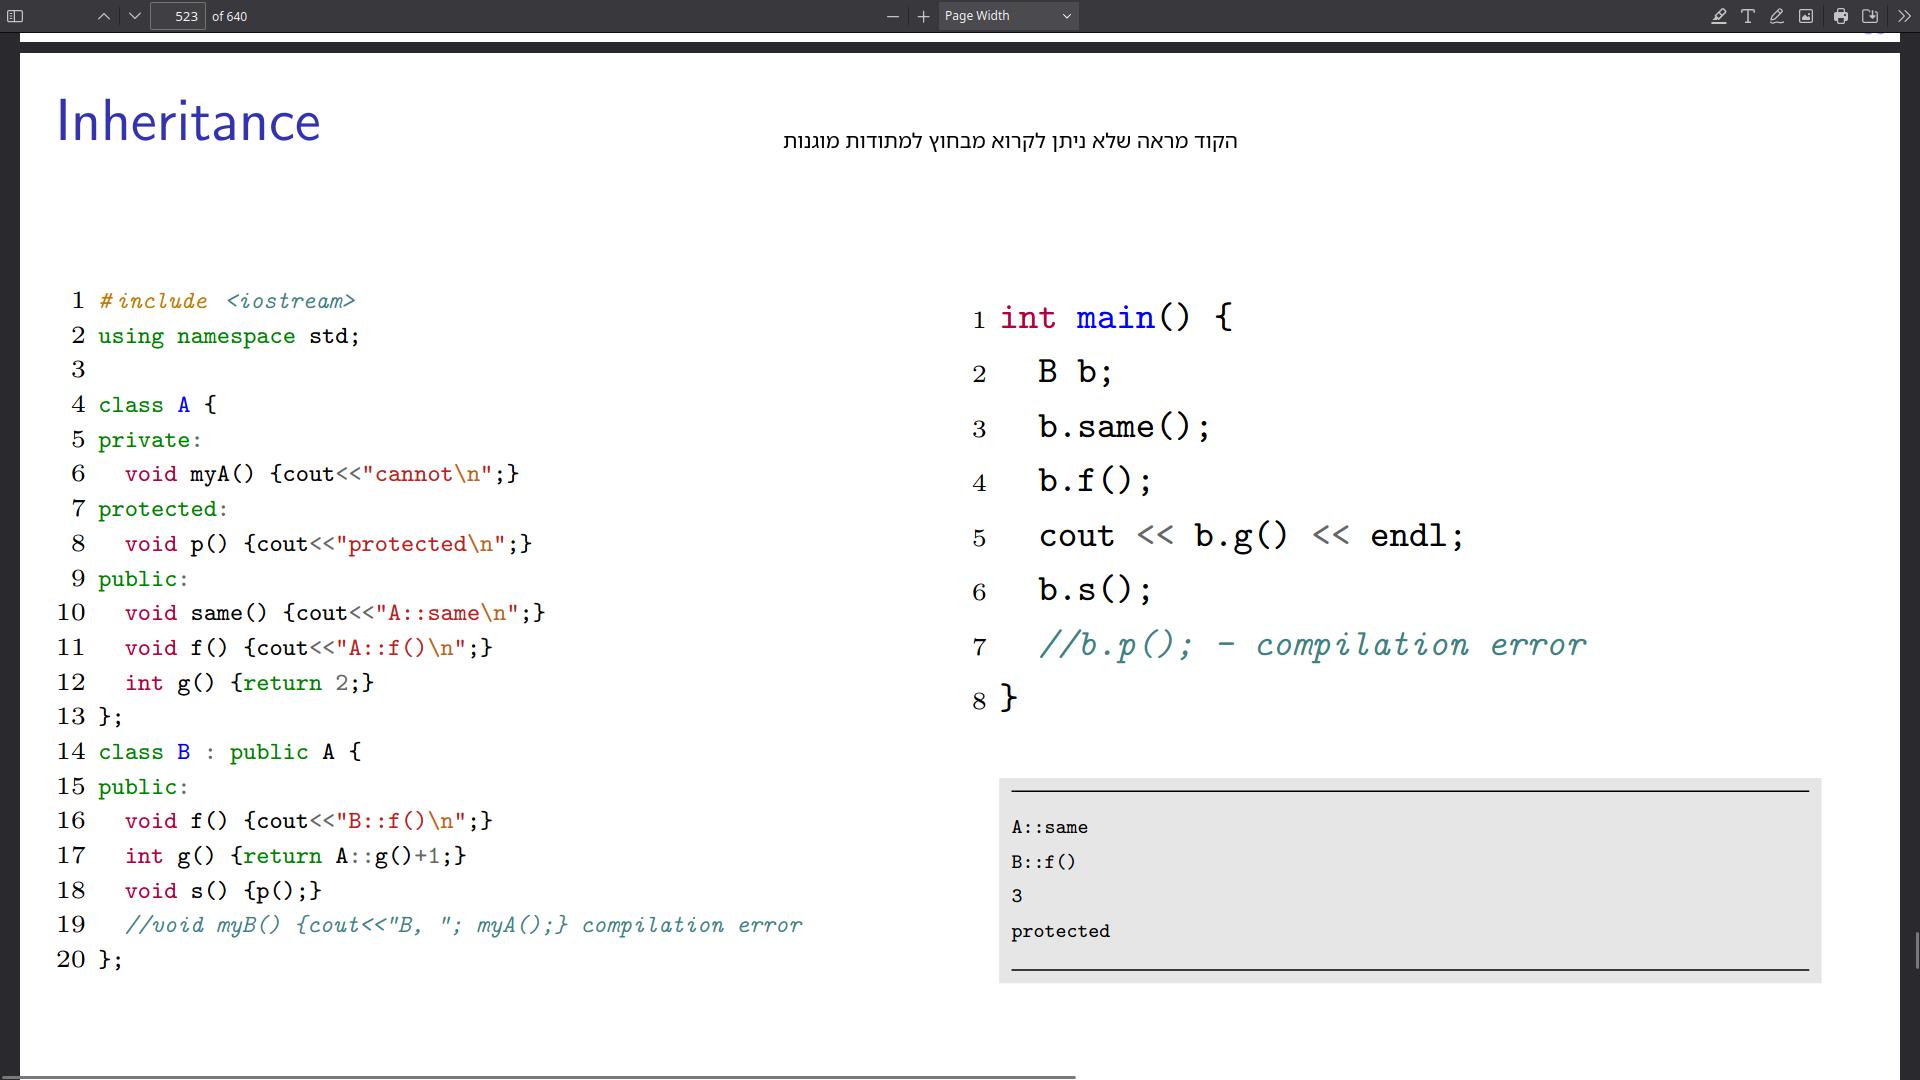 523 of 640
Page Width
Inheritance
הקוד מראה שלא ניתן לקרוא מבחוץ למתודות מוגנות
1 #include <iostream>
2 using namespace std;
3
4 class A {
5 private:
6 void myA() {cout<<"cannot\n";}
7 protected:
8 void p() {cout<<"protected\n";}
9 public:
10 void same() {cout<<"A::same\n";}
11 void f() {cout<<"A::f()\n";}
12 int g() {return 2;}
13 };
14 class B : public A {
15 public:
16 void f() {cout<<"B::f()\n";}
17 int g() {return A::g()+1;}
18 void s() {p();}
19 //void myB() {cout<<"B, "; myA();} compilation error
20 };
1 int main() {
2 B b;
3 b.same();
4 b.f();
5 cout << b.g() << endl;
6 b.s();
7 //b.p(); - compilation error
8 }
A::same
B::f()
3
protected